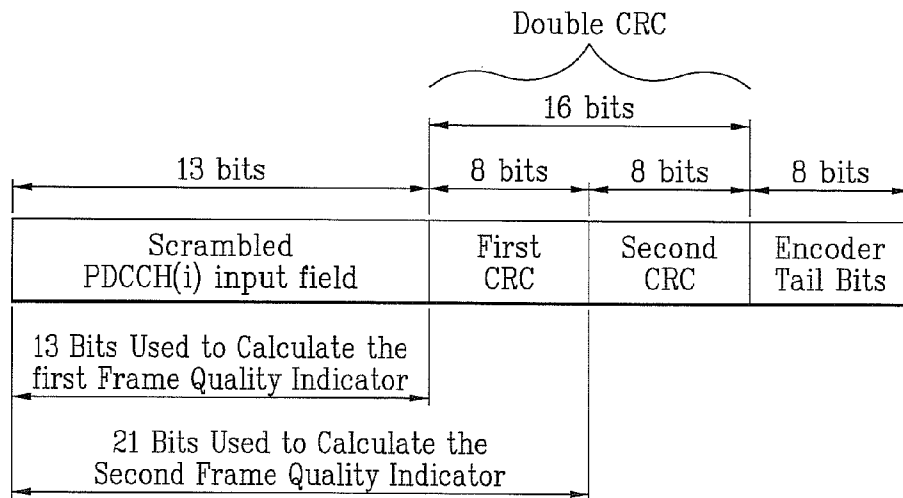 Double CRC
16 bits
13 bits
8 bits
8 bits
8 bits
Scrambled
PDCCH(i) input field
First
CRC
Second
CRC
Encoder
Tail Bits
13 Bits Used to Calculate the
first Frame Quality Indicator
21 Bits Used to Calculate the
Second Frame Quality Indicator